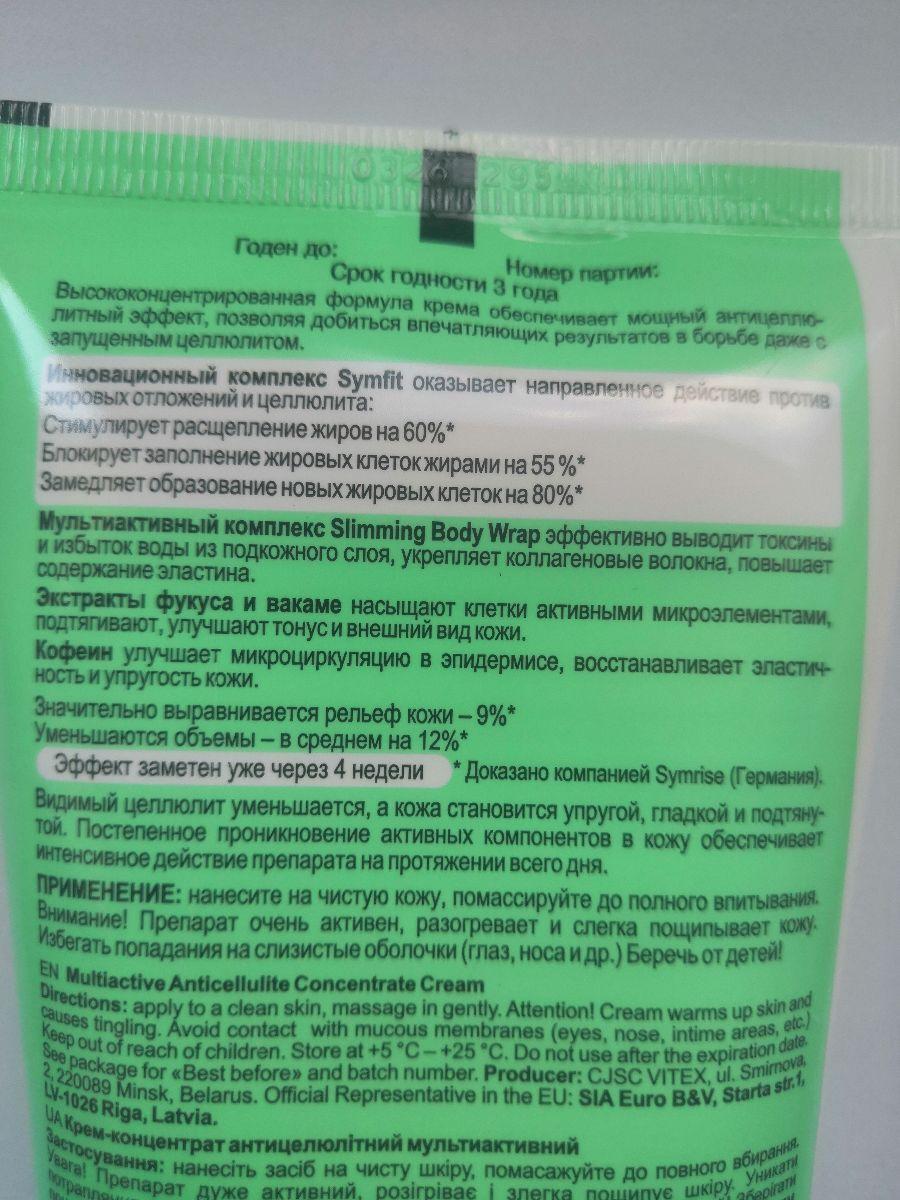 0326 295
Годен до:
Номер партии:
Срок годности 3 года
Высококонцентрированная формула крема обеспечивает мощный антицеллю-
литный эффект, позволяя добиться впечатляющих результатов в борьбе даже с
запущенным целлюлитом.
Инновационный комплекс Symfit оказывает направленное действие против
жировых отложений и целлюлита:
Стимулирует расщепление жиров на 60%*
Блокирует заполнение жировых клеток жирами на 55 %*
Замедляет образование новых жировых клеток на 80%*
Мультиактивный комплекс Slimming Body Wrap эффективно выводит токсины
и избыток воды из подкожного слоя, укрепляет коллагеновые волокна, повышает
содержание эластина.
Экстракты фукуса и вакаме насыщают клетки активными микроэлементами,
подтягивают, улучшают тонус и внешний вид кожи.
Кофеин улучшает микроциркуляцию в эпидермисе, восстанавливает эластич-
ность и упругость кожи.
Значительно выравнивается рельеф кожи – 9%*
Уменьшаются объемы – в среднем на 12%*
Эффект заметен уже через 4 недели * Доказано компанией Symrise (Германия).
Видимый целлюлит уменьшается, а кожа становится упругой, гладкой и подтяну-
той. Постепенное проникновение активных компонентов в кожу обеспечивает
интенсивное действие препарата на протяжении всего дня.
ПРИМЕНЕНИЕ: нанесите на чистую кожу, помассируйте до полного впитывания.
Внимание! Препарат очень активен, разогревает и слегка пощипывает кожу.
Избегать попадания на слизистые оболочки (глаз, носа и др.) Беречь от детей!
EN Multiactive Anticellulite Concentrate Cream
Directions: apply to a clean skin, massage in gently. Attention! Cream warms up skin and
causes tingling. Avoid contact with mucous membranes (eyes, nose, intime areas, etc.)
Keep out of reach of children. Store at +5 °C – +25 °C. Do not use after the expiration date.
See package for «Best before» and batch number. Producer: CJSC VITEX, ul. Smirnova,
2, 220089 Minsk, Belarus. Official Representative in the EU: SIA Euro B&V, Starta str.1,
LV-1026 Riga, Latvia.
UA Крем-концентрат антицелюлітний мультиактивний
Застосування: нанесіть засіб на чисту шкіру, помасажуйте до повного вбирання.
Увага! Препарат дуже активний, розігріває і злегка пощипує шкіру. Уникати